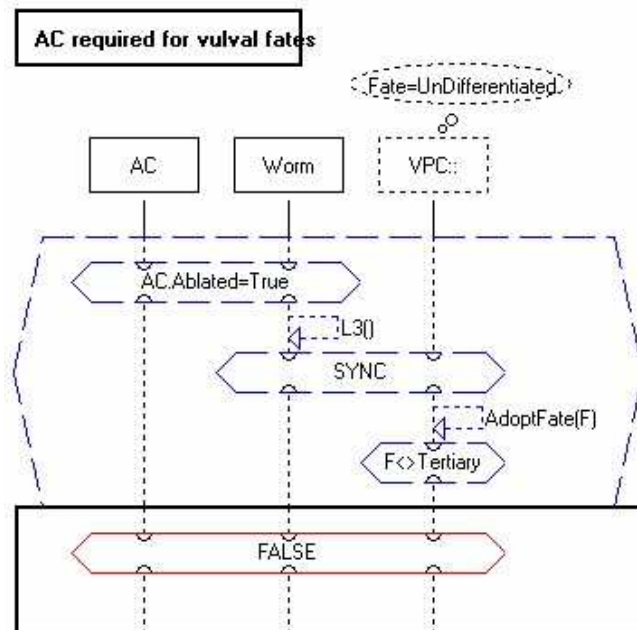 AC required for vulval fates
Fate=UnDifferentiated
AC
Worm
VPC::
AC.Ablated=True
L3()
SYNC
AdoptFate(F)
F<>Tertiary
FALSE